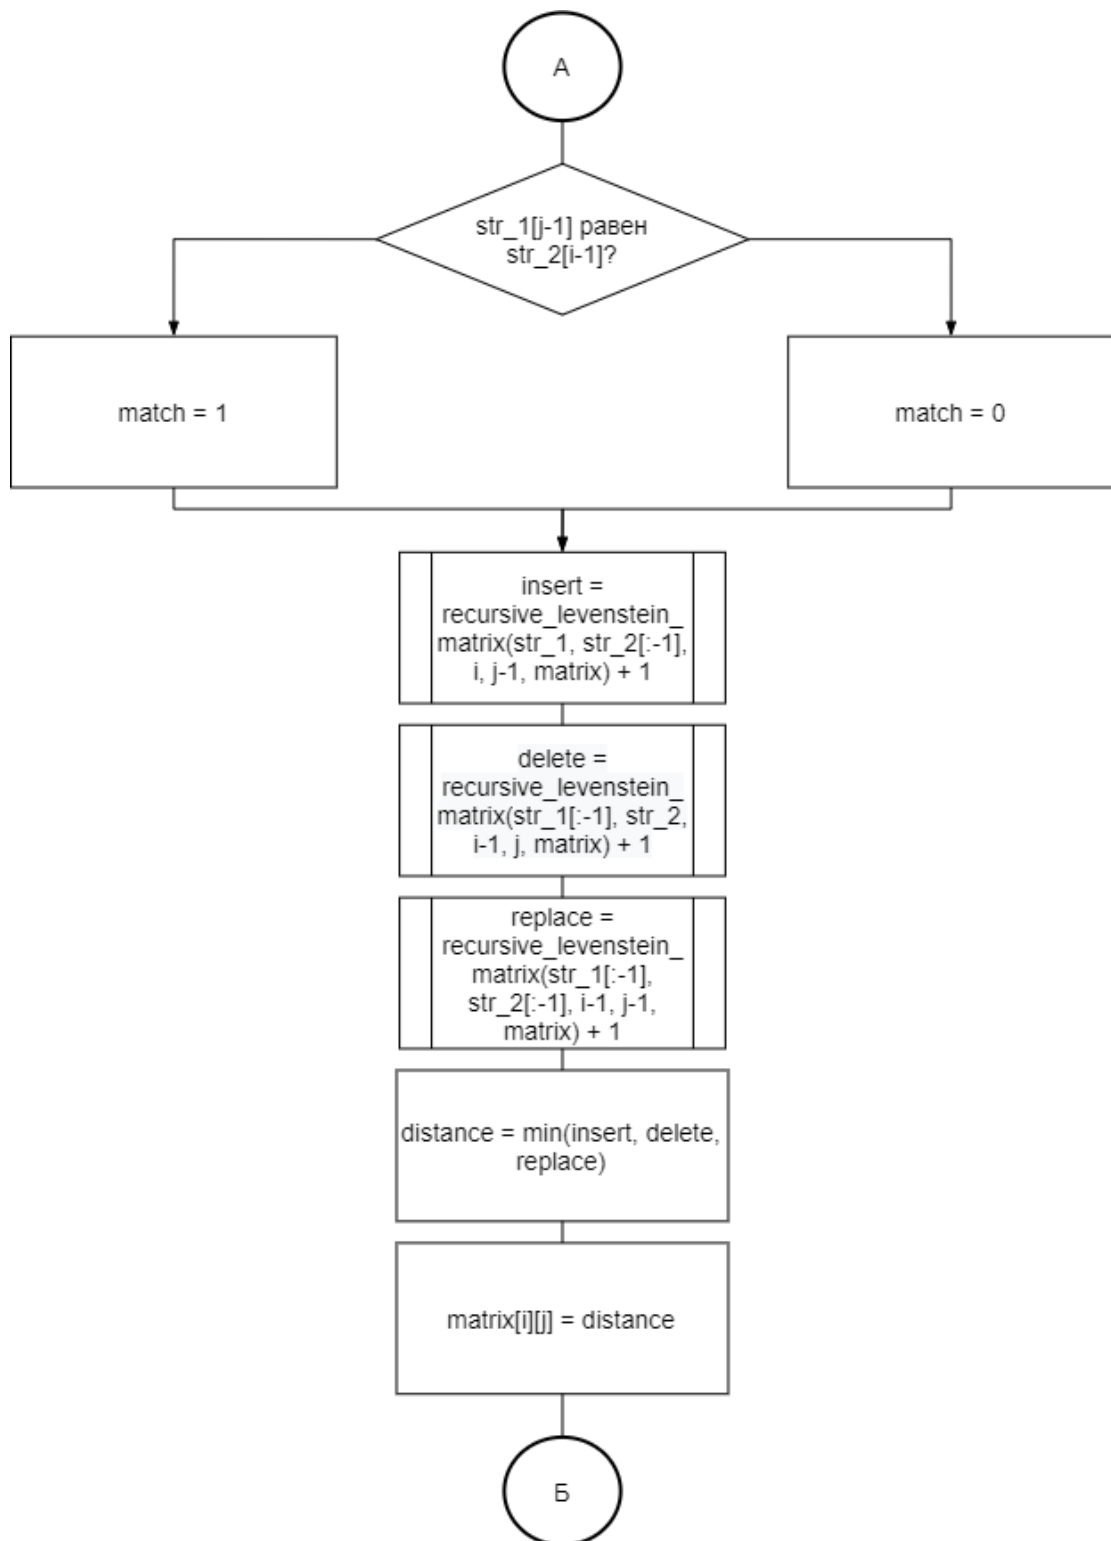 А
str_1[j-1] равен
str_2[i-1]?
match = 1
match = 0
insert =
recursive_levenstein_
matrix(str_1, str_2[:-1],
i, j-1, matrix) + 1
delete =
recursive_levenstein_
matrix(str_1[:-1], str_2,
i-1, j, matrix) + 1
replace =
recursive_levenstein_
matrix(str_1[:-1],
str_2[:-1], i-1, j-1,
matrix) + 1
distance = min(insert, delete,
replace)
matrix[i][j] = distance
Б